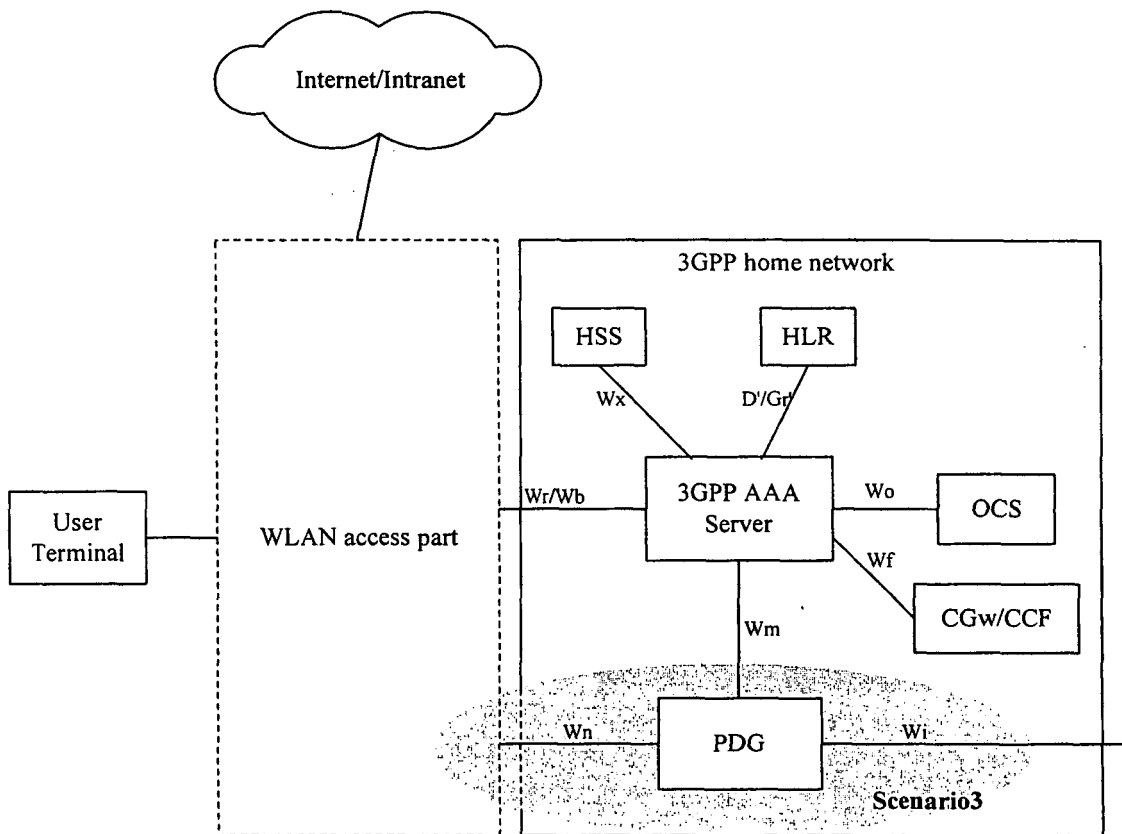 Internet/Intranet
3GPP home network
HSS
HLR
Wx
D'/Gr'
User
Terminal
WLAN access part
Wr/Wb
3GPP AAA
Server
Wo
OCS
Wf
CGw/CCF
Wm
Wn
PDG
Wi
Scenario3